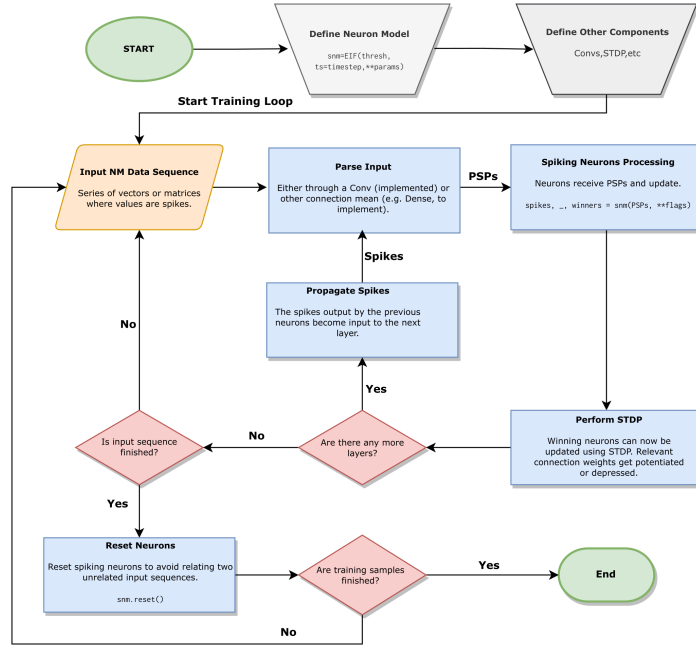 START
Define Neuron Model
snm=EIF(thresh,
ts=timestep,**params)
Define Other Components
Convs,STDP,etc
Start Training Loop
Input NM Data Sequence
Series of vectors or matrices
where values are spikes.
Parse Input
Either through a Conv (implemented) or
other connection mean (e.g. Dense, to
implement).
PSPs
Spiking Neurons Processing
Neurons receive PSPs and update.
spikes, _, winners = snm(PSPs, **flags)
Spikes
Propagate Spikes
The spikes output by the previous
neurons become input to the next
layer.
No
Yes
Is input sequence
finished?
No
Are there any more
layers?
Perform STDP
Winning neurons can now be
updated using STDP. Relevant
connection weights get potentiated
or depressed.
Yes
Reset Neurons
Reset spiking neurons to avoid relating two
unrelated input sequences.
snm.reset()
Are training samples
finished?
Yes
End
No